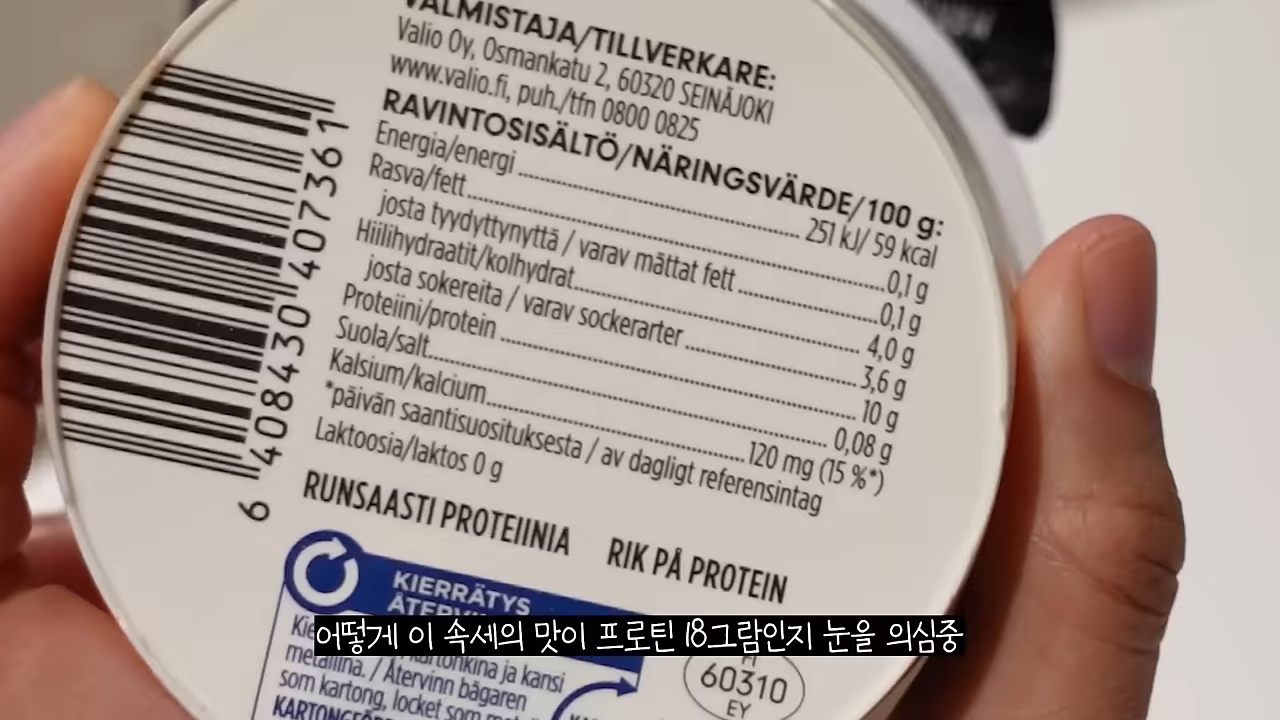 VALMISTAJA/TILLVERKARE:
Valio Oy, Osmankatu 2, 60320 SEINÄJOKI
www.valio.fi, puh./tfn 0800 0825
RAVINTOSISÄLTÖ/NÄRINGSVÄRDE/100 g:
Energia/energi 251 kJ/ 59 kcal
Rasva/fett 0,1 g
josta tyydyttynyttä / varav mättat fett 0,1 g
Hiilihydraatit/kolhydrat 4,0 g
josta sokereita / varav sockerarter 3,6 g
Proteiini/protein 10 g
Suola/salt 0,08 g
Kalsium/kalcium 120 mg (15 %*)
*päivän saantisuosituksesta / av dagligt referensintag
Laktoosia/laktos 0 g
RUNSAASTI PROTEIINIA RIK PÅ PROTEIN
6 408430 407361
KIERRÄTYS
kartonkina ja kansi
metallina. / Återvinn bägaren
som kartong, locket som
60310
EY
어떻게 이 속세의 맛이 프로틴 18그람인지 눈을 의심중